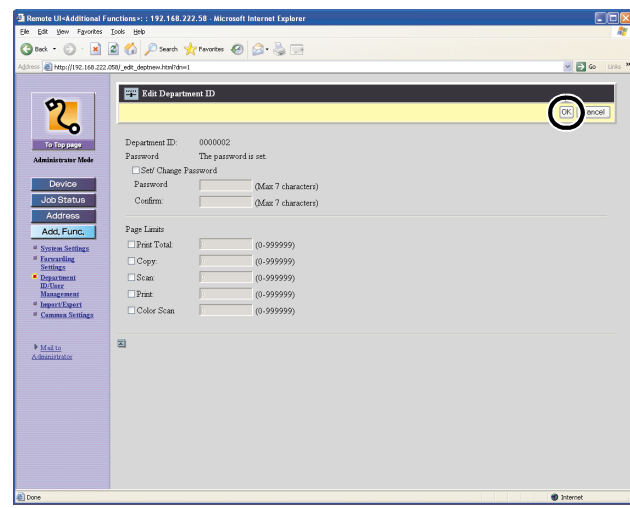 Remote UI<Additional Functions>: : 192.168.222.58 - Microsoft Internet Explorer
File Edit View Favorites Tools Help
Back Search Favorites
Address http://192.168.222.058/_edit_deptnew.html?dn=1 Go Links »
Edit Department ID
OK ancel
To Top page
Administrator Mode
Device
Job Status
Address
Add. Func.
System Settings
Forwarding
Settings
Department
ID/User
Management
Import/Export
Common Settings
Mail to
Administrator
Department ID: 0000002
Password The password is set.
Set/ Change Password
Password (Max 7 characters)
Confirm: (Max 7 characters)
Page Limits
Print Total: (0-999999)
Copy: (0-999999)
Scan: (0-999999)
Print: (0-999999)
Color Scan (0-999999)
Done Internet